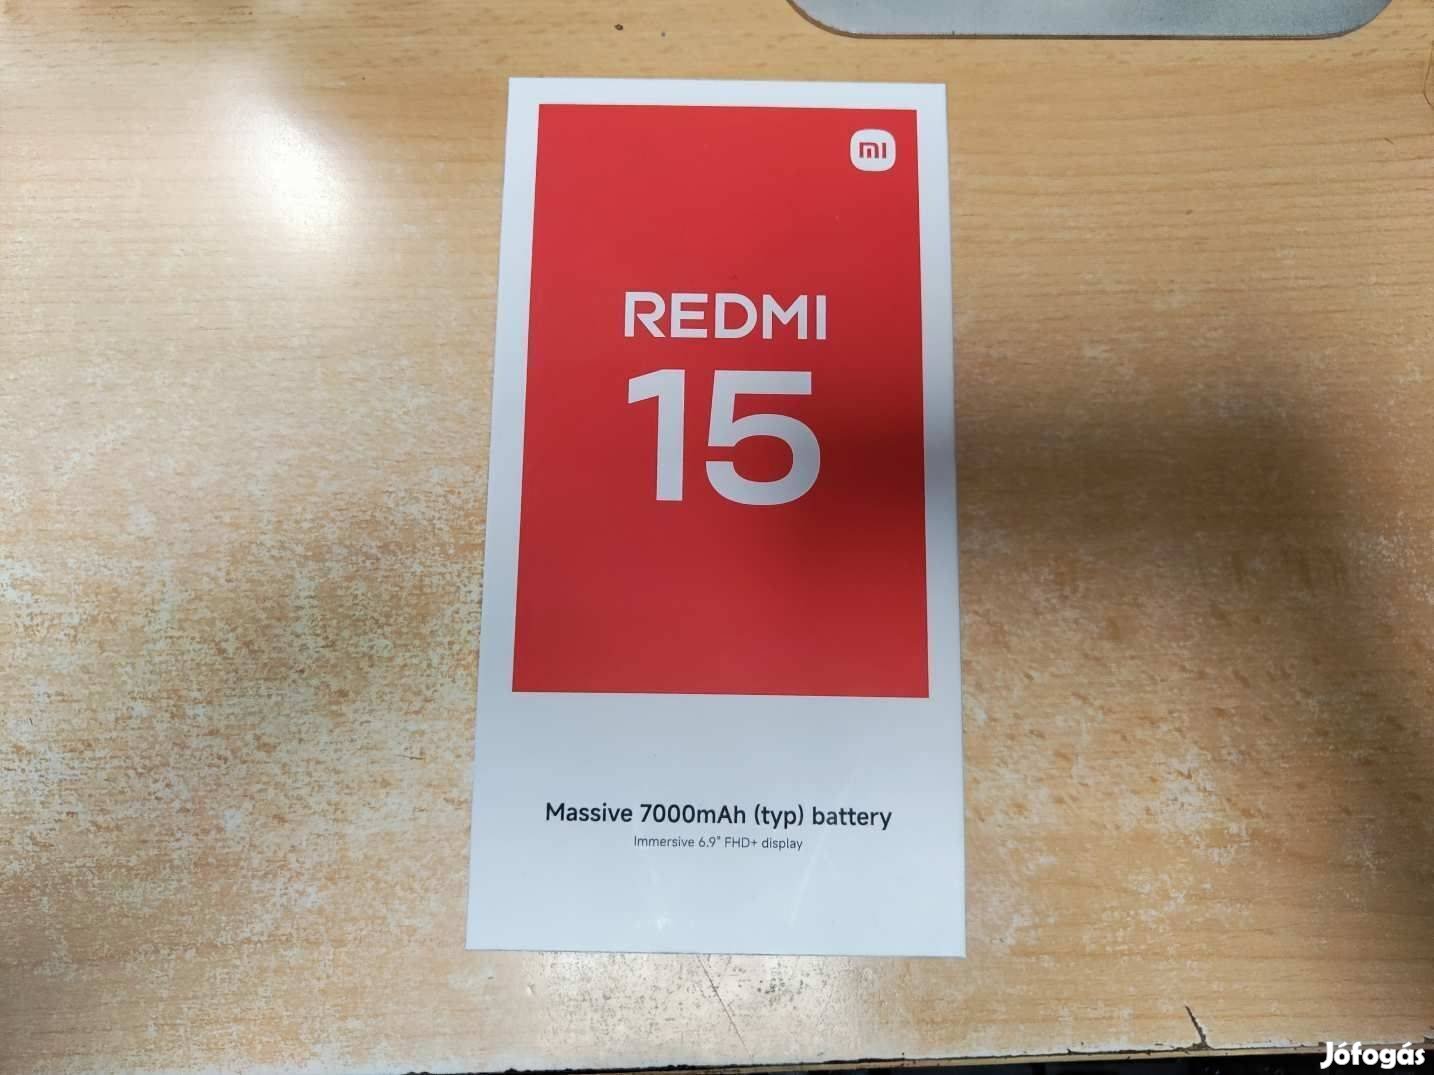 mi
REDMI
15
Massive 7000mAh (typ) battery
Immersive 6.9" FHD+ display
Jófogás